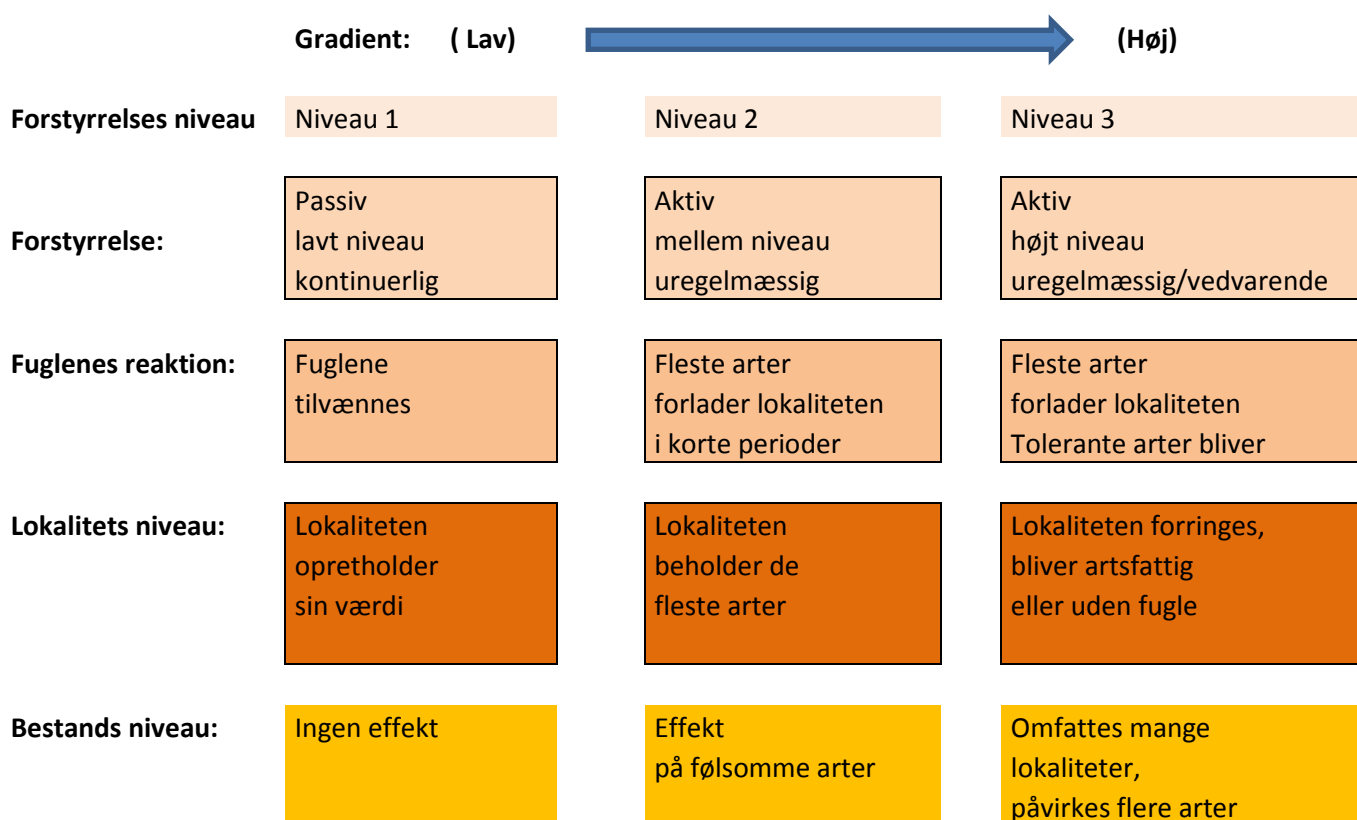 Gradient: ( Lav) (Høj)
Forstyrrelses niveau Niveau 1 Niveau 2 Niveau 3
Forstyrrelse:
Passiv
lavt niveau
kontinuerlig
Aktiv
mellem niveau
uregelmæssig
Aktiv
højt niveau
uregelmæssig/vedvarende
Fuglenes reaktion:
Fuglene
tilvænnes
Fleste arter
forlader lokaliteten
i korte perioder
Fleste arter
forlader lokaliteten
Tolerante arter bliver
Lokalitets niveau:
Lokaliteten
opretholder
sin værdi
Lokaliteten
beholder de
fleste arter
Lokaliteten forringes,
bliver artsfattig
eller uden fugle
Bestands niveau:
Ingen effekt
Effekt
på følsomme arter
Omfattes mange
lokaliteter,
påvirkes flere arter